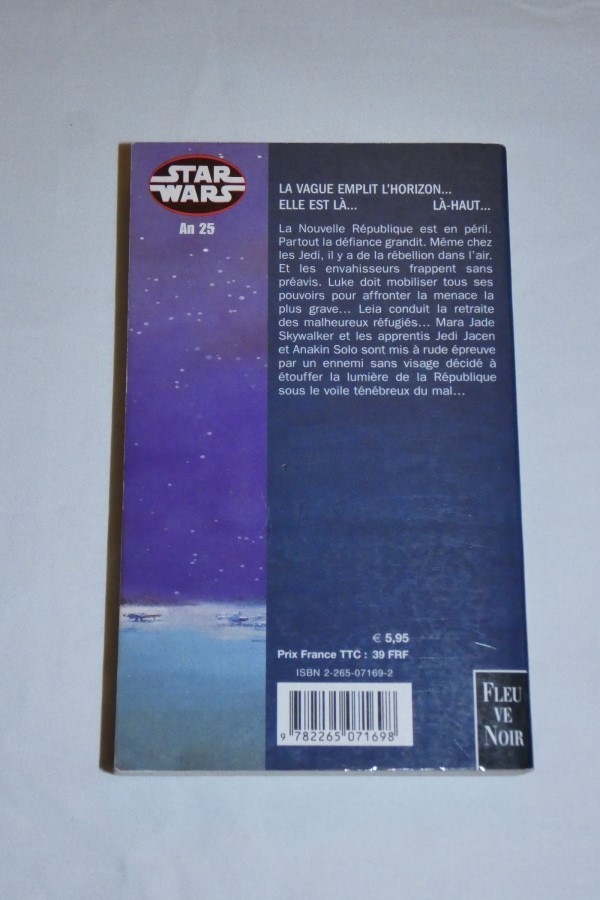 STAR
WARS
An 25
LA VAGUE EMPLIT L'HORIZON...
ELLE EST LÀ... LÀ-HAUT...
La Nouvelle République est en péril.
Partout la défiance grandit. Même chez
les Jedi, il y a de la rébellion dans l'air.
Et les envahisseurs frappent sans
préavis. Luke doit mobiliser tous ses
pouvoirs pour affronter la menace la
plus grave... Leia conduit la retraite
des malheureux réfugiés... Mara Jade
Skywalker et les apprentis Jedi Jacen
et Anakin Solo sont mis à rude épreuve
par un ennemi sans visage décidé à
étouffer la lumière de la République
sous le voile ténébreux du mal...
€ 5,95
Prix France TTC : 39 FRF
ISBN 2-265-07169-2
9 782265 071698
FLEU
VE
NOIR